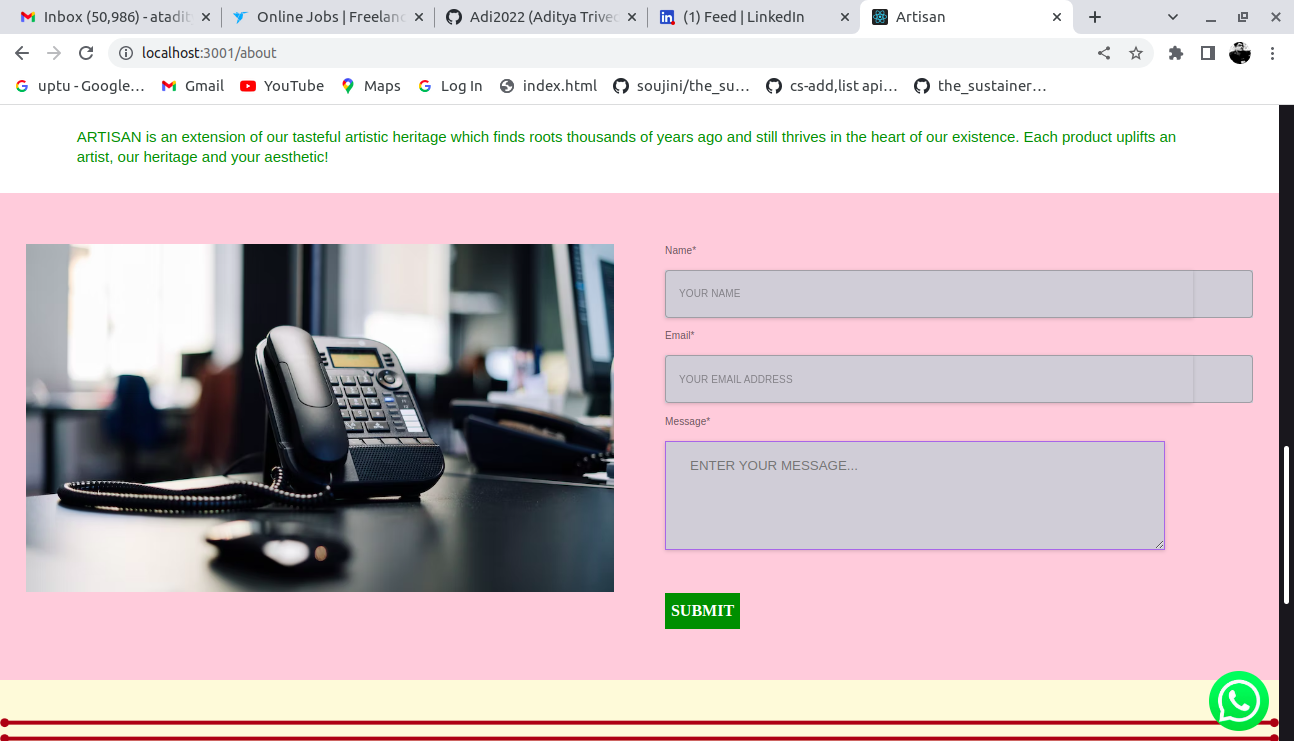 Inbox (50,986) - atadit
Online Jobs | Freelanc
Adi2022 (Aditya Trived
(1) Feed | LinkedIn
Artisan
localhost:3001/about
uptu - Google...
Gmail
YouTube
Maps
Log In
index.html
soujini/the_su...
cs-add,list api...
the_sustainer...
ARTISAN is an extension of our tasteful artistic heritage which finds roots thousands of years ago and still thrives in the heart of our existence. Each product uplifts an
artist, our heritage and your aesthetic!
Name*
YOUR NAME
Email*
YOUR EMAIL ADDRESS
Message*
ENTER YOUR MESSAGE...
SUBMIT